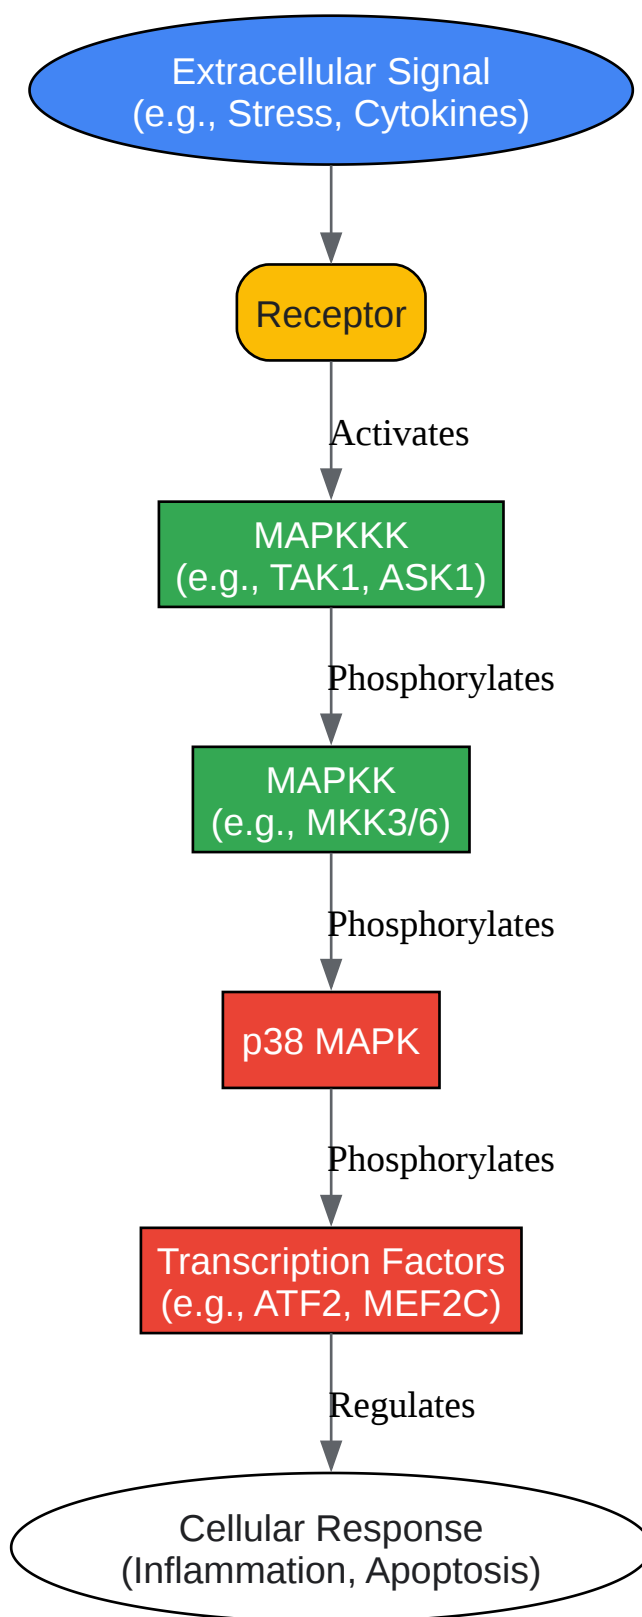 Extracellular Signal
(e.g., Stress, Cytokines)
Receptor
Activates
MAPKKK
(e.g., TAK1, ASK1)
Phosphorylates
MAPKK
(e.g., MKK3/6)
Phosphorylates
p38 MAPK
Phosphorylates
Transcription Factors
(e.g., ATF2, MEF2C)
Regulates
Cellular Response
(Inflammation, Apoptosis)